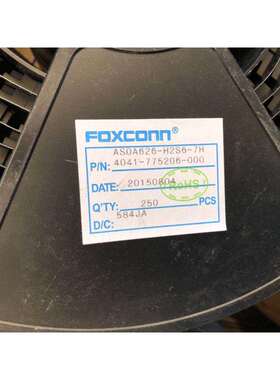 FOXCONN®
ASOA626-H2S6-7H
P/N: 4041-775206-000
DATE: 20150804
RoHS
Q'TY: 250 PCS
584JA
D/C: